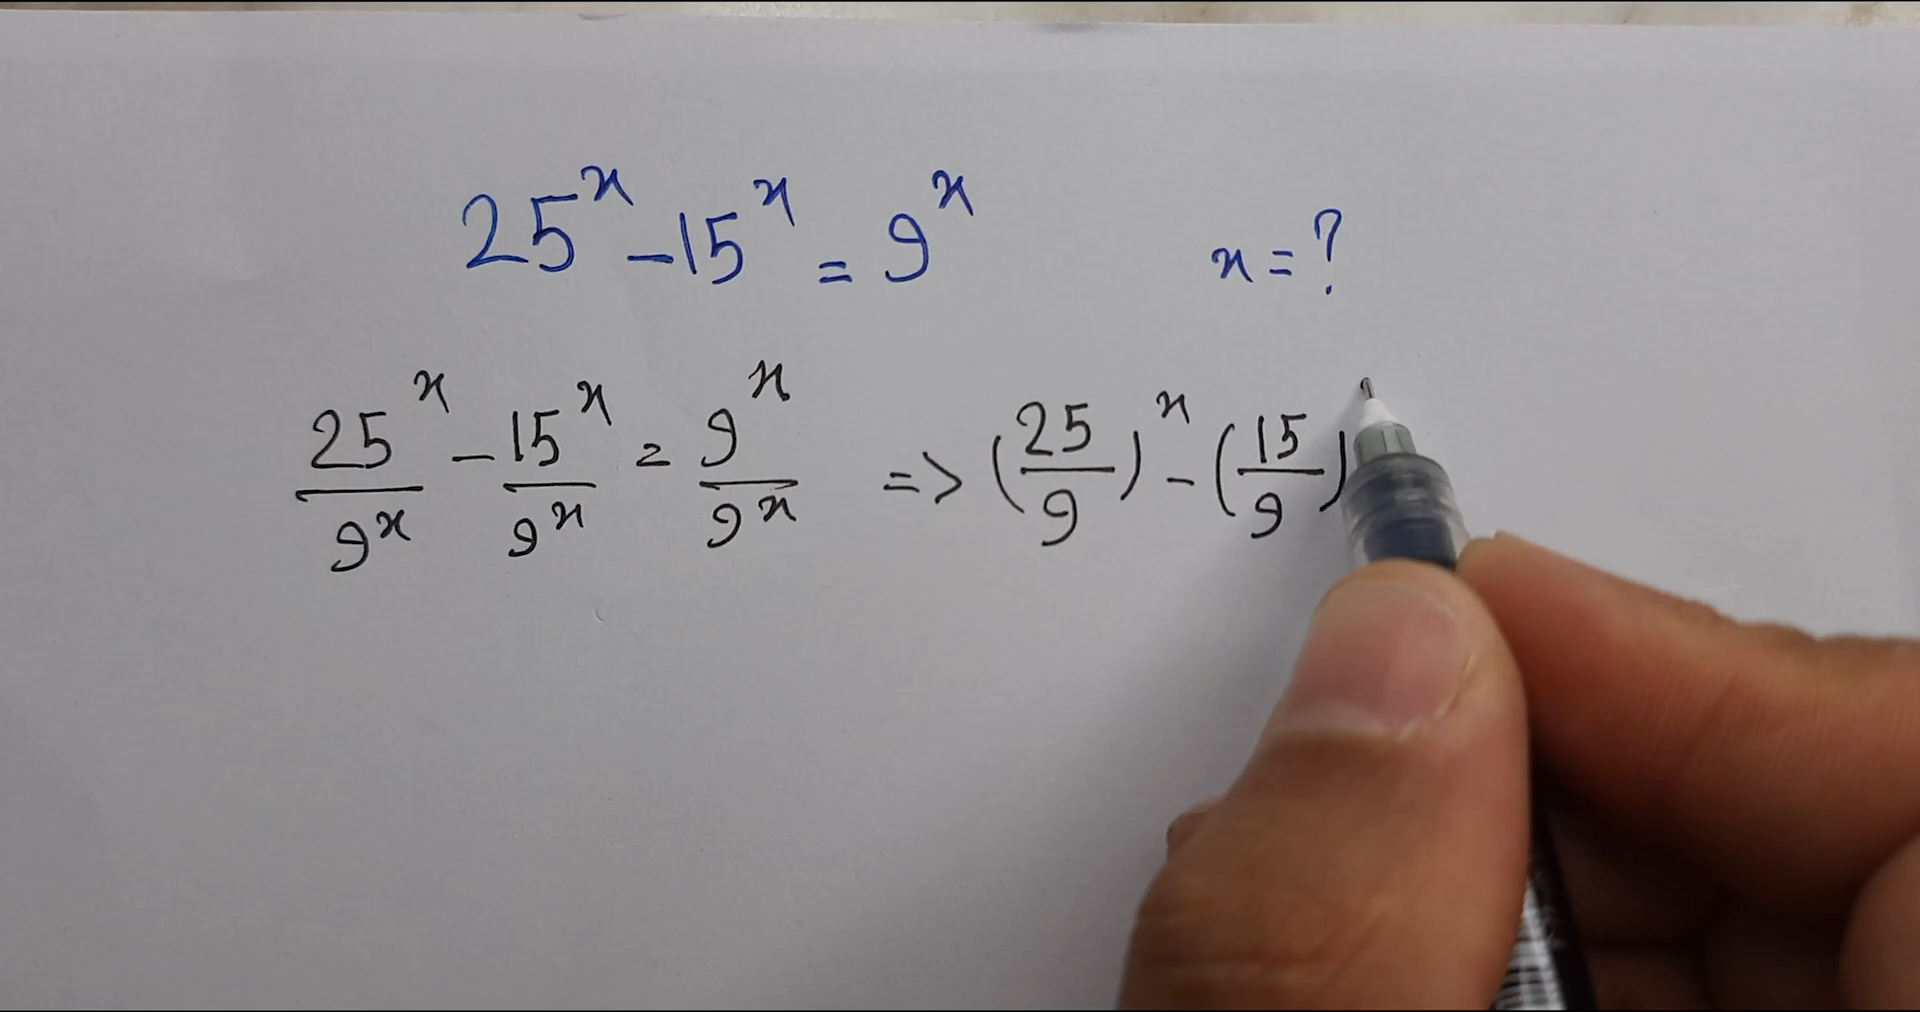 25^x - 15^x = 9^x x = ?
25^x/9^x - 15^x/9^x = 9^x/9^x => (25/9)^x - (15/9)